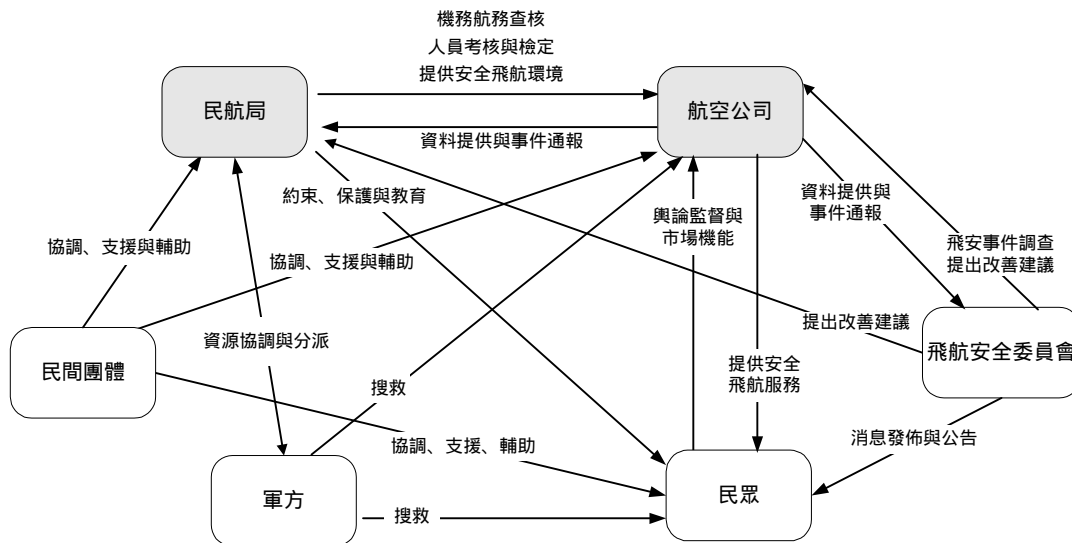 機務航務查核
人員考核與檢定
提供安全飛航環境
民航局
航空公司
資料提供與事件通報
約束、保護與教育
輿論監督與
市場機能
資料提供與
事件通報
飛安事件調查
提出改善建議
協調、支援與輔助
協調、支援與輔助
提出改善建議
資源協調與分派
飛航安全委員會
民間團體
提供安全
飛航服務
搜救
協調、支援、輔助
消息發佈與公告
軍方
民眾
搜救